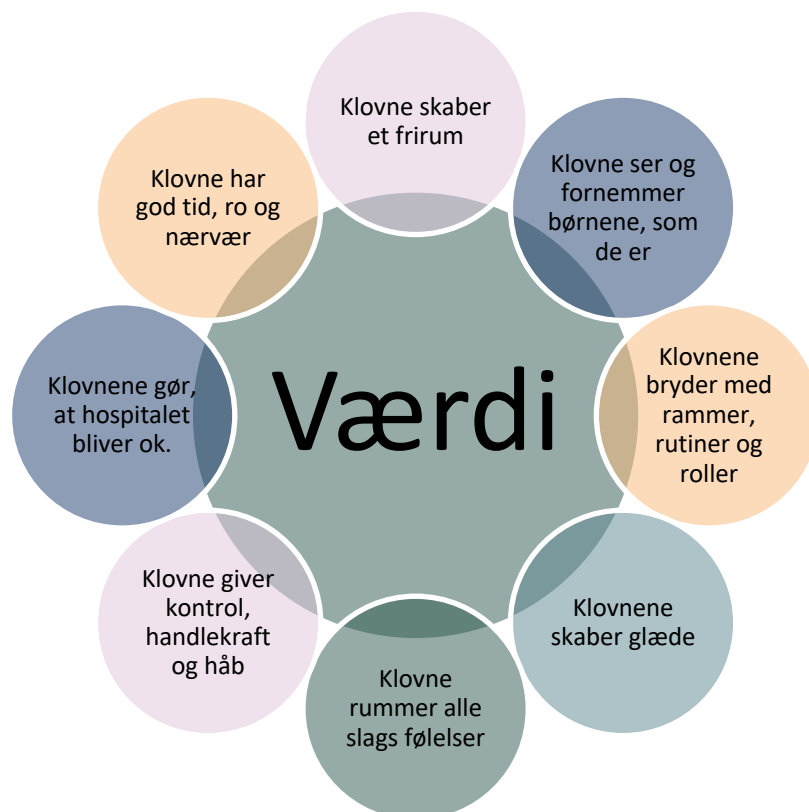 Klovne skaber
et frirum
Klovne ser og
fornemmer
børnene, som
de er
Klovnene
bryder med
rammer,
rutiner og
roller
Klovnene
skaber glæde
Klovne
rummer alle
slags følelser
Klovne giver
kontrol,
handlekraft
og håb
Klovnene gør,
at hospitalet
bliver ok.
Klovne har
god tid, ro og
nærvær
Værdi